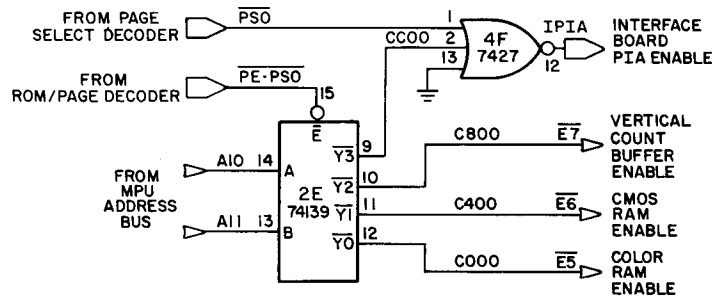 FROM PAGE
SELECT DECODER
PS0
1
CC00
2
13
4F
7427
12
IPIA
INTERFACE
BOARD
PIA ENABLE
FROM
ROM/PAGE DECODER
PE·PS0
15
E
FROM
MPU
ADDRESS
BUS
A10 14
A
A11 13
B
2E
74139
Y3
9
Y2
10
C800
E7
VERTICAL
COUNT
BUFFER
ENABLE
Y1
11
C400
E6
CMOS
RAM
ENABLE
Y0
12
C000
E5
COLOR
RAM
ENABLE